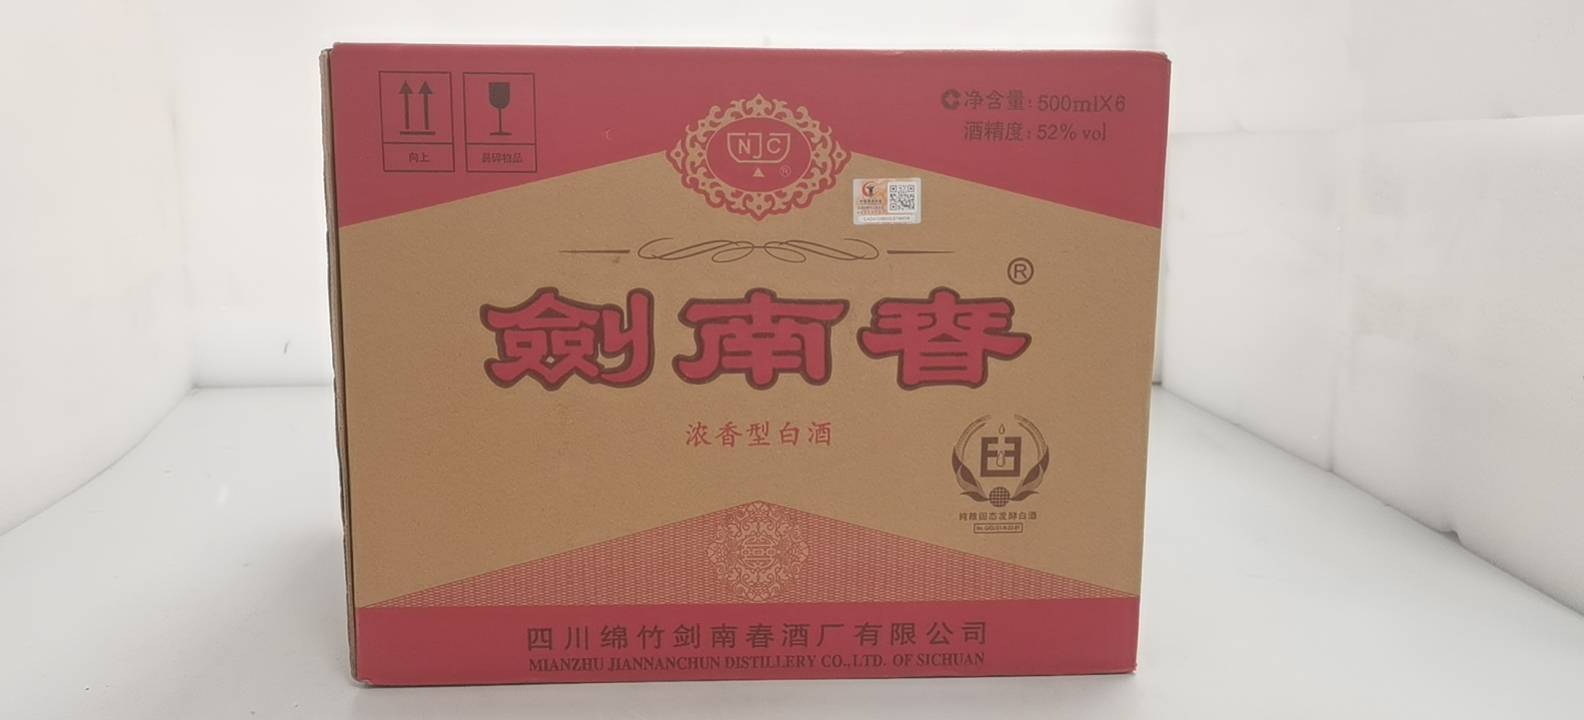 向上
易碎物品
NJC
®
净含量: 500mlX6
酒精度: 52% vol
劍南春®
浓香型白酒
纯粮固态发酵白酒
四川绵竹剑南春酒厂有限公司
MIANZHU JIANNANCHUN DISTILLERY CO.,LTD. OF SICHUAN